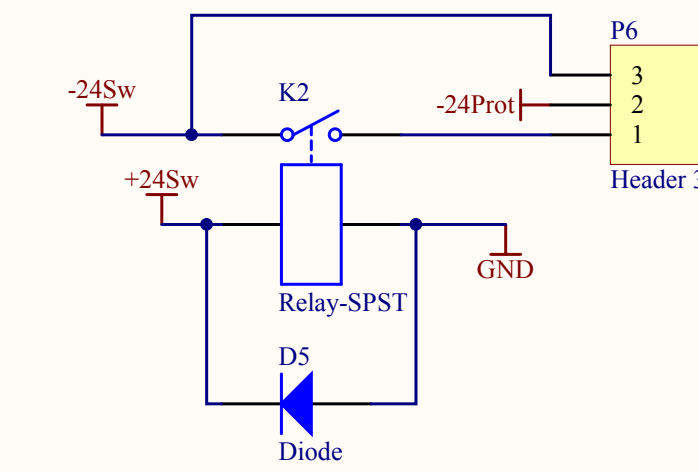 P6
-24Sw
K2
3
-24Prot
2
1
+24Sw
Header 3
GND
Relay-SPST
D5
Diode